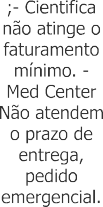 ;- Cientifica
não atinge o
faturamento
mínimo. -
Med Center
Não atendem
o prazo de
entrega,
pedido
emergencial.